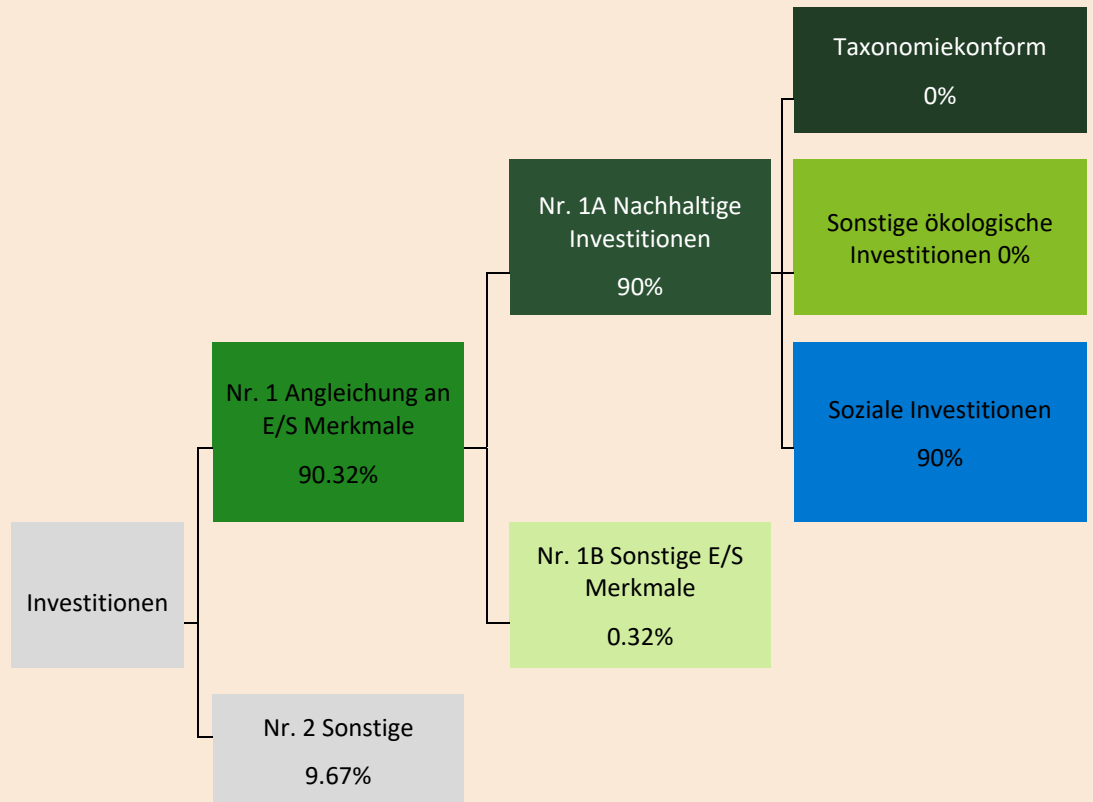 Investitionen
Nr. 1 Angleichung an
E/S Merkmale
90.32%
Nr. 2 Sonstige
9.67%
Nr. 1A Nachhaltige
Investitionen
90%
Nr. 1B Sonstige E/S
Merkmale
0.32%
Taxonomiekonform
0%
Sonstige ökologische
Investitionen 0%
Soziale Investitionen
90%